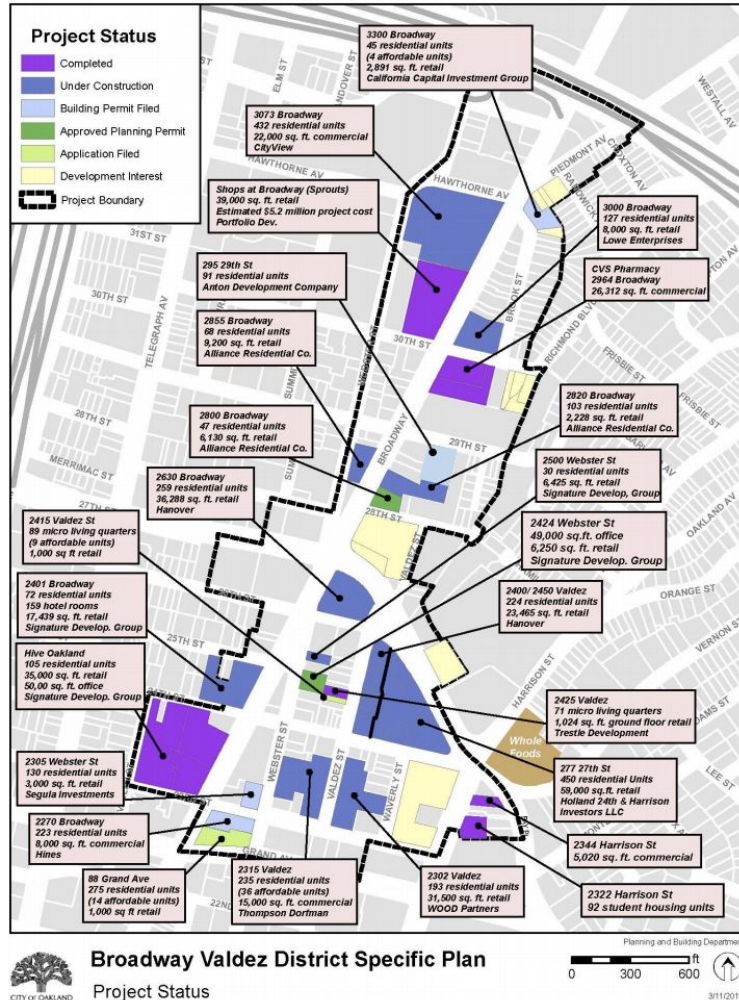 Project Status
Completed
Under Construction
Building Permit Filed
Approved Planning Permit
Application Filed
Development Interest
Project Boundary
3300 Broadway
45 residential units
(4 affordable units)
2,891 sq. ft. retail
California Capital Investment Group
3073 Broadway
432 residential units
22,000 sq. ft. commercial
CityView
Shops at Broadway (Sprouts)
39,000 sq. ft. retail
Estimated $5.2 million project cost
Portfolio Dev.
3000 Broadway
127 residential units
8,000 sq. ft. retail
Lowe Enterprises
295 29th St
91 residential units
Anton Development Company
CVS Pharmacy
2964 Broadway
26,312 sq. ft. commercial
2855 Broadway
68 residential units
9,200 sq. ft. retail
Alliance Residential Co.
2820 Broadway
103 residential units
2,228 sq. ft. retail
Alliance Residential Co.
2800 Broadway
47 residential units
6,130 sq. ft. retail
Alliance Residential Co.
2500 Webster St
30 residential units
6,425 sq. ft. retail
Signature Develop. Group
2630 Broadway
259 residential units
36,288 sq. ft. retail
Hanover
2424 Webster St
49,000 sq.ft. office
6,250 sq. ft. retail
Signature Develop. Group
2415 Valdez St
89 micro living quarters
(9 affordable units)
1,000 sq ft retail
2400/ 2450 Valdez
224 residential units
23,465 sq. ft. retail
Hanover
2401 Broadway
72 residential units
159 hotel rooms
17,439 sq. ft. retail
Signature Develop. Group
Hive Oakland
105 residential units
35,000 sq. ft. retail
50,00 sq. ft. office
Signature Develop. Group
2425 Valdez
71 micro living quarters
1,024 sq. ft. ground floor retail
Trestle Development
2305 Webster St
130 residential units
3,000 sq. ft. retail
Segula Investments
277 27th St
450 residential Units
59,000 sq.ft. retail
Holland 24th & Harrison
Investors LLC
2270 Broadway
223 residential units
8,000 sq. ft. commercial
Hines
2344 Harrison St
5,020 sq. ft. commercial
88 Grand Ave
275 residential units
(14 affordable units)
1,000 sq ft retail
2315 Valdez
235 residential units
(36 affordable units)
15,000 sq. ft. commercial
Thompson Dorfman
2302 Valdez
193 residential units
31,500 sq. ft. retail
WOOD Partners
2322 Harrison St
92 student housing units
Whole
Foods
ELM ST
WESTALL AV
CROXTON AV
PIEDMONT AV
HAWTHORNE AV
HAWTHORNE AV
31ST ST
30TH ST
30TH ST
TELEGRAPH AV
BROOK ST
RICHMOND BLVD
FRISBIE ST
FRISBIE ST
29TH ST
28TH ST
28TH ST
MERRIMAC ST
27TH ST
BROADWAY
VALDEZ ST
OAKLAND AV
ORANGE ST
VERNON ST
25TH ST
HARRISON ST
LEE ST
WEBSTER ST
VALDEZ ST
WAVERLY ST
GRAND AV
Broadway Valdez District Specific Plan
Project Status
CITY OF OAKLAND
Planning and Building Department
0 300 600
ft